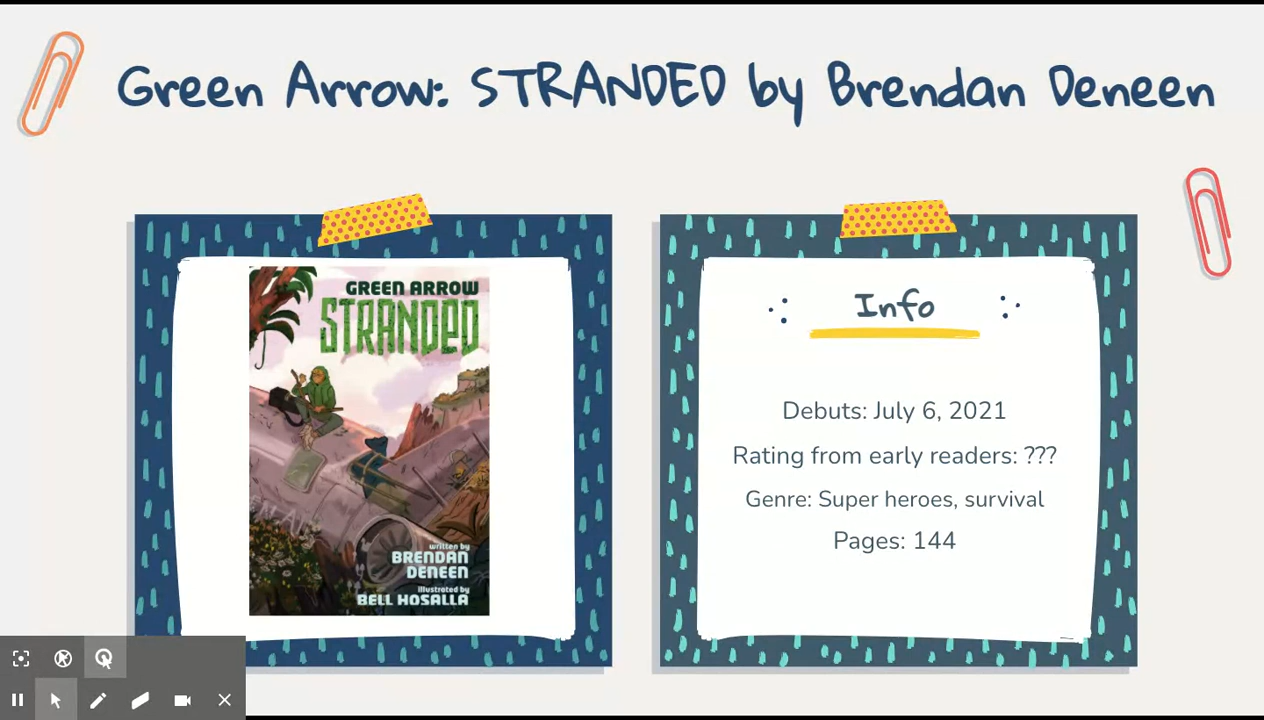 Green Arrow: STRANDED by Brendan Deneen
GREEN ARROW
STRANDED
written by
BRENDAN
DENEEN
illustrated by
BELL HOSALLA
Info
Debuts: July 6, 2021
Rating from early readers: ???
Genre: Super heroes, survival
Pages: 144